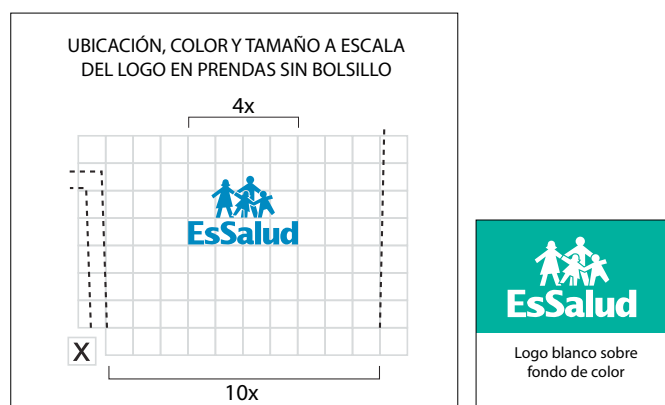 UBICACIÓN, COLOR Y TAMAÑO A ESCALA
DEL LOGO EN PRENDAS SIN BOLSILLO
4x
EsSalud
X
10x
EsSalud
Logo blanco sobre
fondo de color